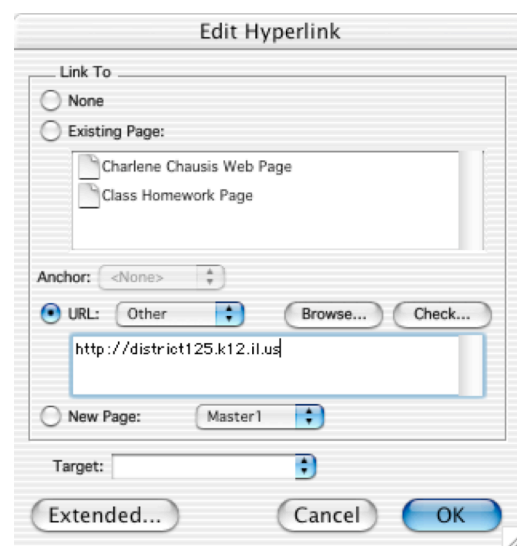 Edit Hyperlink
Link To
None
Existing Page:
Charlene Chausis Web Page
Class Homework Page
Anchor: <None>
URL: Other Browse... Check...
http://district125.k12.il.us
New Page: Master1
Target:
Extended... Cancel OK